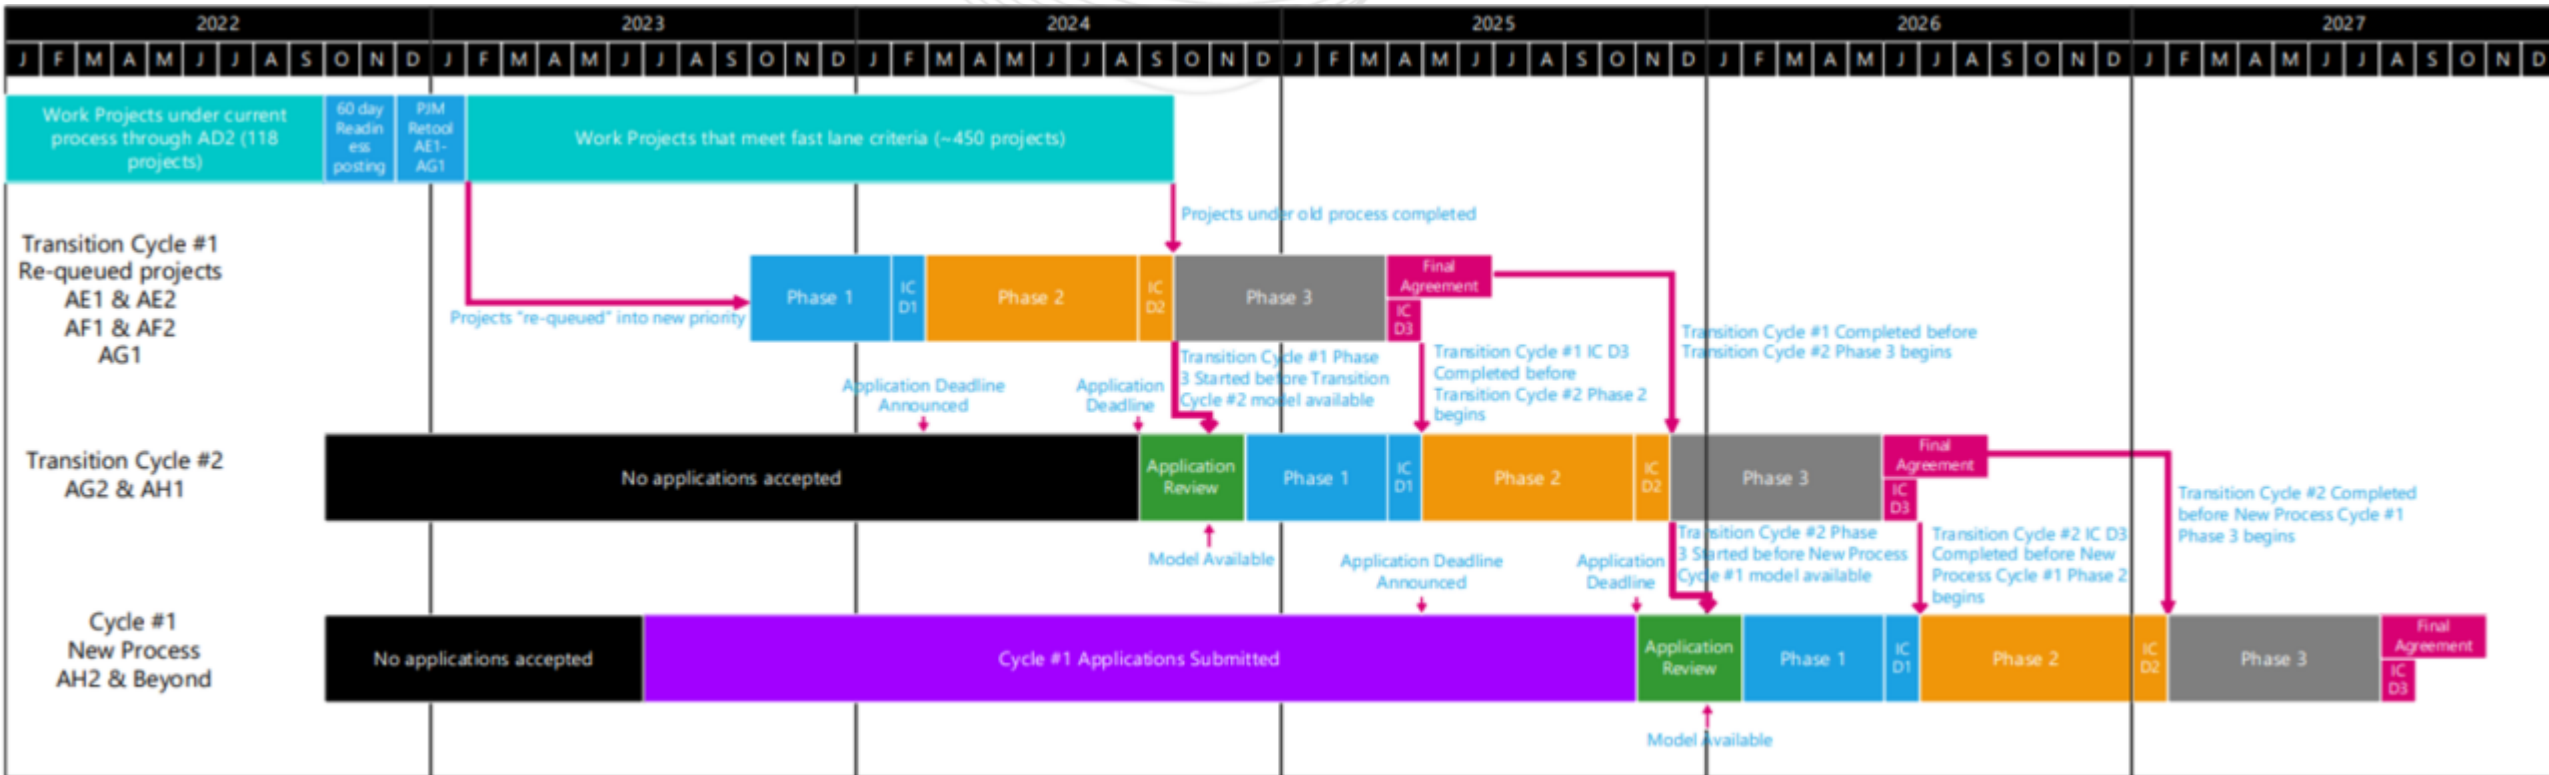 2022 2023 2024 2025 2026 2027
J F M A M J J A S O N D J F M A M J J A S O N D J F M A M J J A S O N D J F M A M J J A S O N D J F M A M J J A S O N D J F M A M J J A S O N D
Work Projects under current
process through AD2 (118
projects)
60 day
Readin
ess
posting
PJM
Retool
AE1-
AG1
Work Projects that meet fast lane criteria (~450 projects)
Projects under old process completed
Transition Cycle #1
Re-queued projects
AE1 & AE2
AF1 & AF2
AG1
Projects "re-queued" into new priority
Phase 1
IC
D1
Phase 2
IC
D2
Phase 3
Final
Agreement
IC
D3
Transition Cycle #1 Completed before
Transition Cycle #2 Phase 3 begins
Application Deadline
Announced
Application
Deadline
Transition Cycle #1 Phase
3 Started before Transition
Cycle #2 model available
Transition Cycle #1 IC D3
Completed before
Transition Cycle #2 Phase 2
begins
Transition Cycle #2
AG2 & AH1
No applications accepted
Application
Review
Phase 1
IC
D1
Phase 2
IC
D2
Phase 3
Final
Agreement
IC
D3
Transition Cycle #2 Completed
before New Process Cycle #1
Phase 3 begins
Model Available
Application Deadline
Announced
Application
Deadline
Transition Cycle #2 Phase
3 Started before New Process
Cycle #1 model available
Transition Cycle #2 IC D3
Completed before New
Process Cycle #1 Phase 2
begins
Cycle #1
New Process
AH2 & Beyond
No applications accepted
Cycle #1 Applications Submitted
Application
Review
Phase 1
IC
D1
Phase 2
IC
D2
Phase 3
Final
Agreement
IC
D3
Model Available